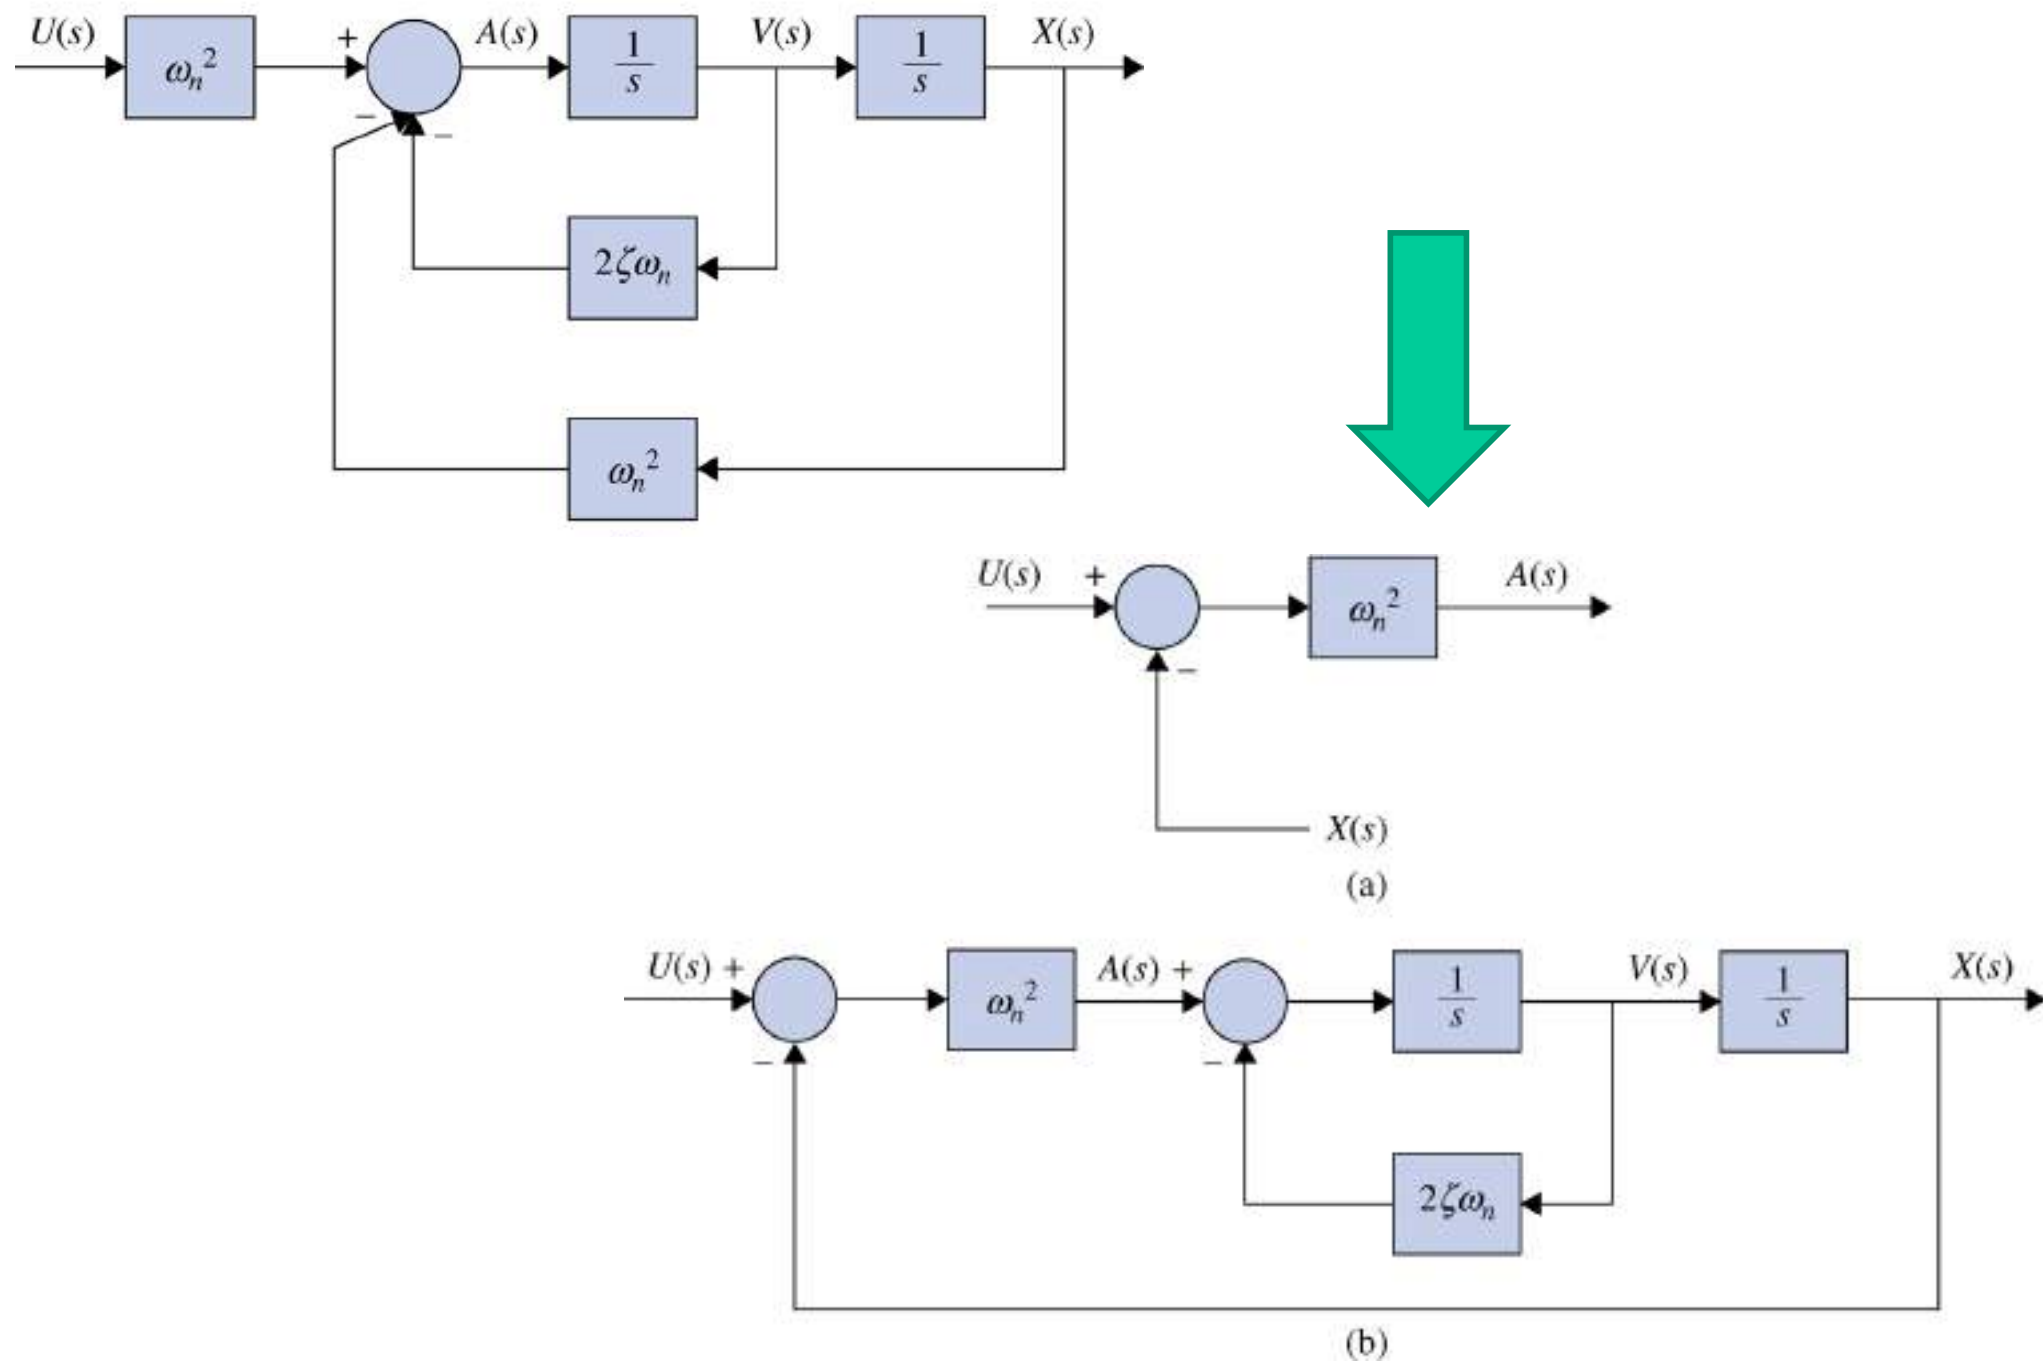 U(s) ωₙ² + A(s) 1/s V(s) 1/s X(s)
− −
2ζωₙ
ωₙ²
U(s) + ωₙ² A(s)
−
X(s)
(a)
U(s) + ωₙ² A(s) + 1/s V(s) 1/s X(s)
− −
2ζωₙ
(b)